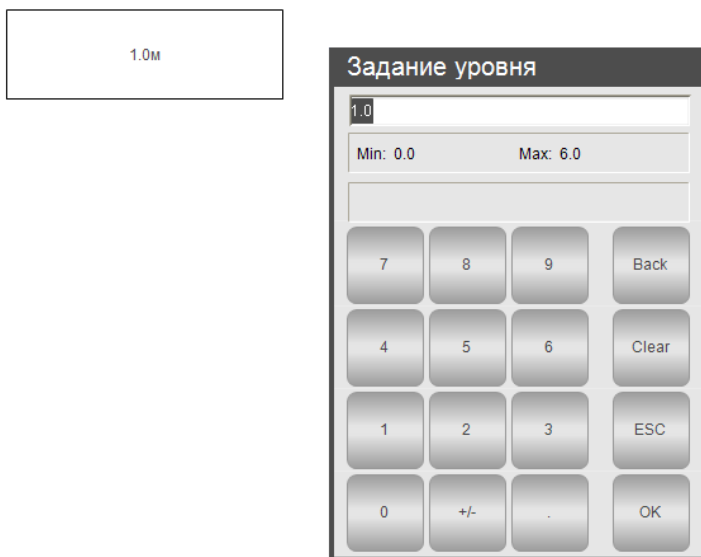 1.0м
Задание уровня
1.0
Min: 0.0 Max: 6.0
7 8 9 Back
4 5 6 Clear
1 2 3 ESC
0 +/- . OK